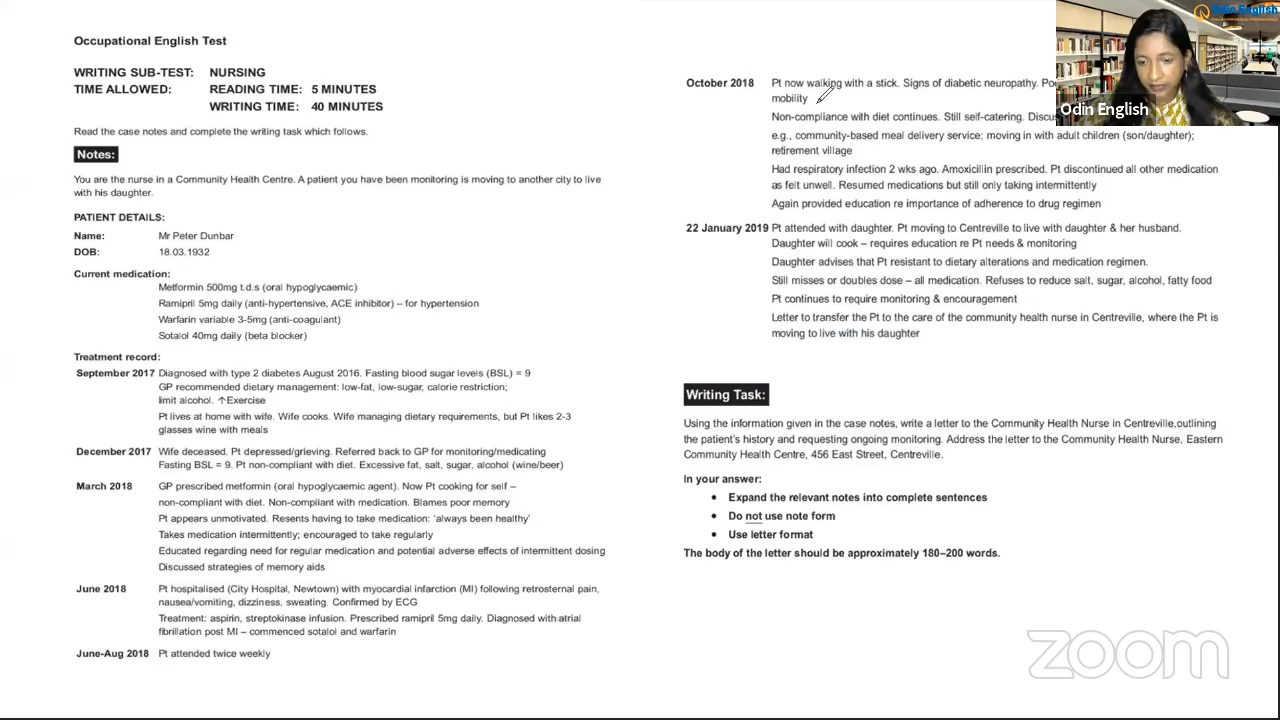 Occupational English Test
WRITING SUB-TEST: NURSING
TIME ALLOWED: READING TIME: 5 MINUTES
WRITING TIME: 40 MINUTES
Read the case notes and complete the writing task which follows.
Notes:
You are the nurse in a Community Health Centre. A patient you have been monitoring is moving to another city to live
with his daughter.
PATIENT DETAILS:
Name: Mr Peter Dunbar
DOB: 18.03.1932
Current medication:
Metformin 500mg t.d.s (oral hypoglycaemic)
Ramipril 5mg daily (anti-hypertensive, ACE inhibitor) – for hypertension
Warfarin variable 3-5mg (anti-coagulant)
Sotalol 40mg daily (beta blocker)
Treatment record:
September 2017 Diagnosed with type 2 diabetes August 2016. Fasting blood sugar levels (BSL) = 9
GP recommended dietary management: low-fat, low-sugar, calorie restriction;
limit alcohol. ↑Exercise
Pt lives at home with wife. Wife cooks. Wife managing dietary requirements, but Pt likes 2-3
glasses wine with meals
December 2017 Wife deceased. Pt depressed/grieving. Referred back to GP for monitoring/medicating
Fasting BSL = 9. Pt non-compliant with diet. Excessive fat, salt, sugar, alcohol (wine/beer)
March 2018 GP prescribed metformin (oral hypoglycaemic agent). Now Pt cooking for self –
non-compliant with diet. Non-compliant with medication. Blames poor memory
Pt appears unmotivated. Resents having to take medication: ‘always been healthy’
Takes medication intermittently; encouraged to take regularly
Educated regarding need for regular medication and potential adverse effects of intermittent dosing
Discussed strategies of memory aids
June 2018 Pt hospitalised (City Hospital, Newtown) with myocardial infarction (MI) following retrosternal pain,
nausea/vomiting, dizziness, sweating. Confirmed by ECG
Treatment: aspirin, streptokinase infusion. Prescribed ramipril 5mg daily. Diagnosed with atrial
fibrillation post MI – commenced sotalol and warfarin
June-Aug 2018 Pt attended twice weekly
October 2018 Pt now walking with a stick. Signs of diabetic neuropathy.
mobility
Non-compliance with diet continues. Still self-catering.
e.g., community-based meal delivery service; moving in with adult children (son/daughter);
retirement village
Had respiratory infection 2 wks ago. Amoxicillin prescribed. Pt discontinued all other medication
as felt unwell. Resumed medications but still only taking intermittently
Again provided education re importance of adherence to drug regimen
22 January 2019 Pt attended with daughter. Pt moving to Centreville to live with daughter & her husband.
Daughter will cook – requires education re Pt needs & monitoring
Daughter advises that Pt resistant to dietary alterations and medication regimen.
Still misses or doubles dose – all medication. Refuses to reduce salt, sugar, alcohol, fatty food
Pt continues to require monitoring & encouragement
Letter to transfer the Pt to the care of the community health nurse in Centreville, where the Pt is
moving to live with his daughter
Writing Task:
Using the information given in the case notes, write a letter to the Community Health Nurse in Centreville,outlining
the patient's history and requesting ongoing monitoring. Address the letter to the Community Health Nurse, Eastern
Community Health Centre, 456 East Street, Centreville.
In your answer:
• Expand the relevant notes into complete sentences
• Do not use note form
• Use letter format
The body of the letter should be approximately 180–200 words.
Odin English
Odin English
zoom